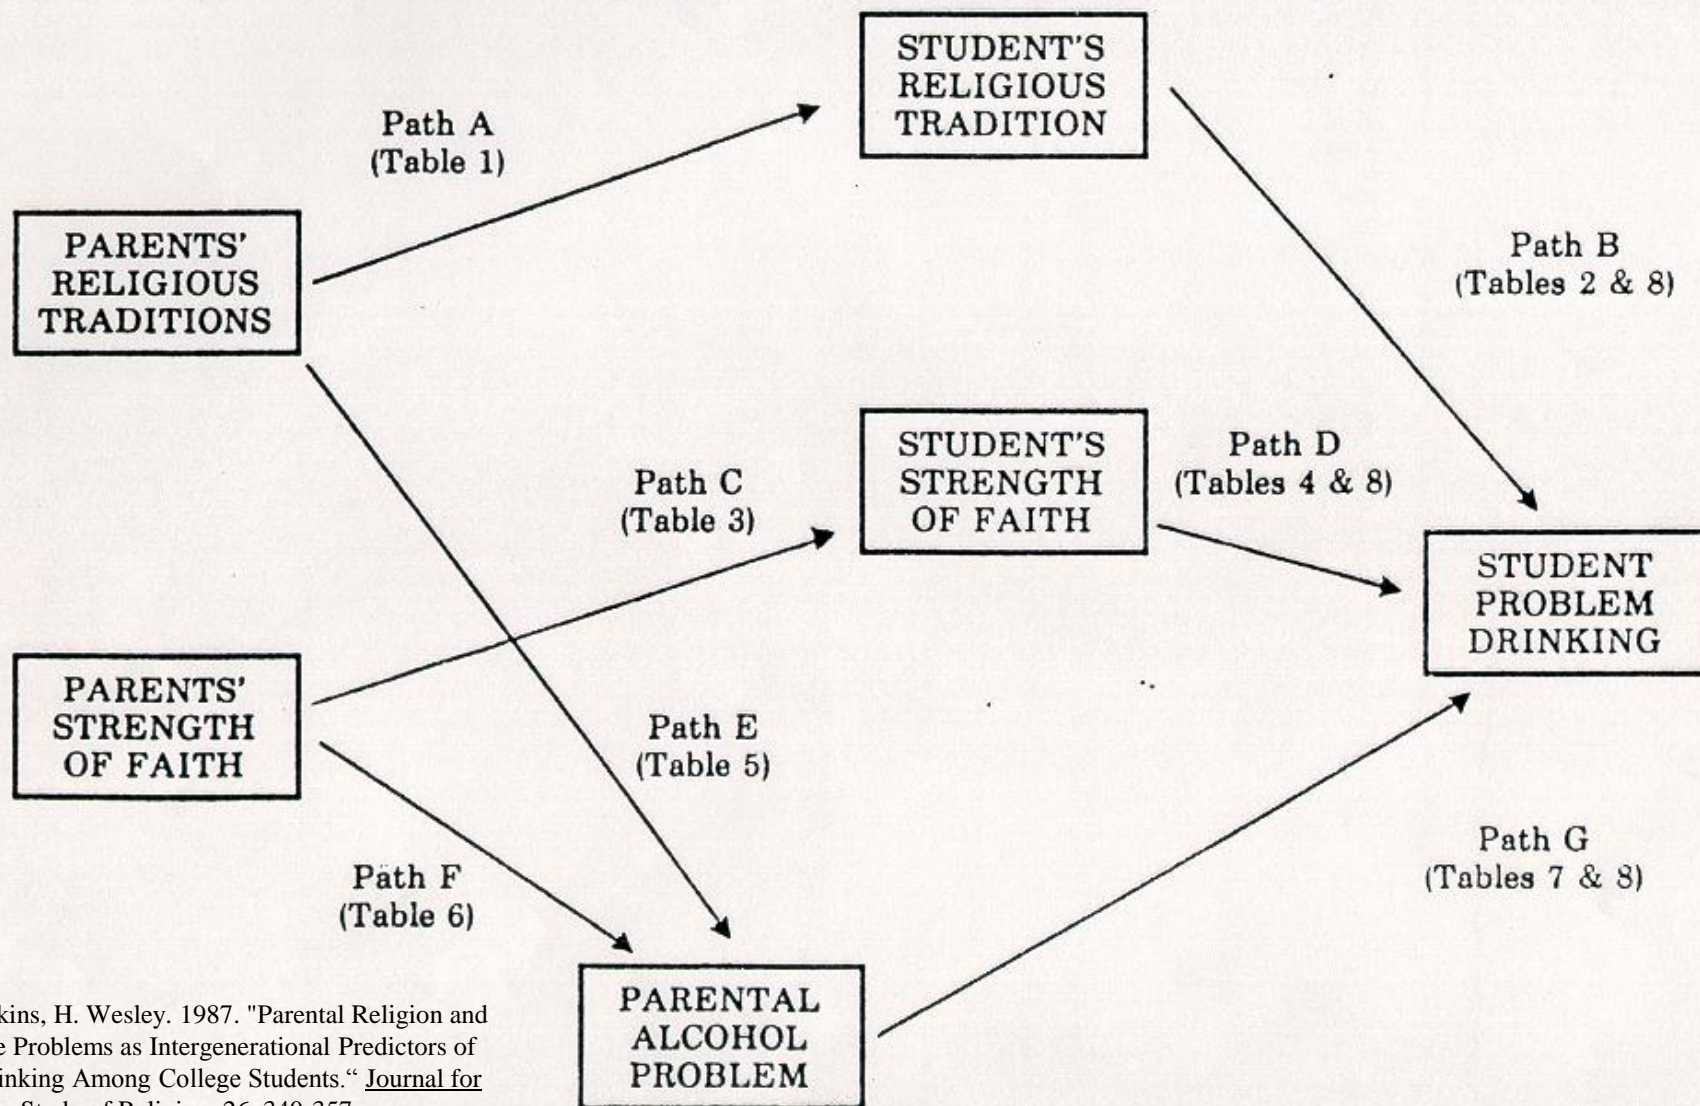 STUDENT'S
RELIGIOUS
TRADITION
Path A
(Table 1)
PARENTS'
RELIGIOUS
TRADITIONS
Path B
(Tables 2 & 8)
STUDENT'S
STRENGTH
OF FAITH
Path D
(Tables 4 & 8)
Path C
(Table 3)
STUDENT
PROBLEM
DRINKING
PARENTS'
STRENGTH
OF FAITH
Path E
(Table 5)
Path F
(Table 6)
Path G
(Tables 7 & 8)
PARENTAL
ALCOHOL
PROBLEM
kins, H. Wesley. 1987. "Parental Religion and
Problems as Intergenerational Predictors of
Among College Students.“ Journal for
of Religion